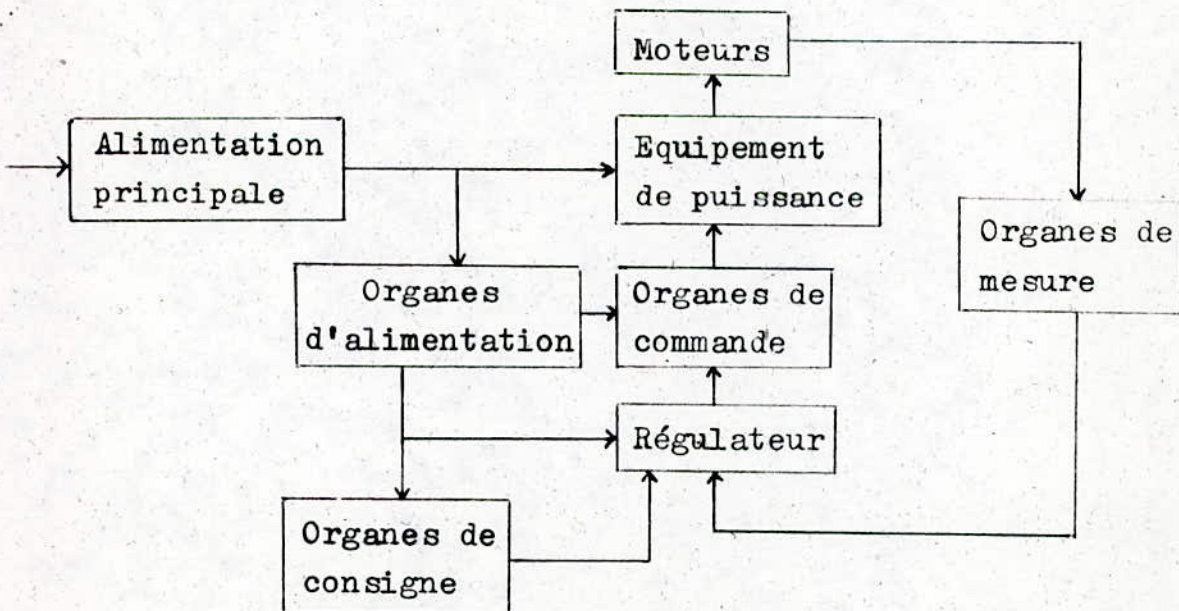 Moteurs
Alimentation
principale
Equipement
de puissance
Organes de
mesure
Organes
d'alimentation
Organes de
commande
Régulateur
Organes de
consigne